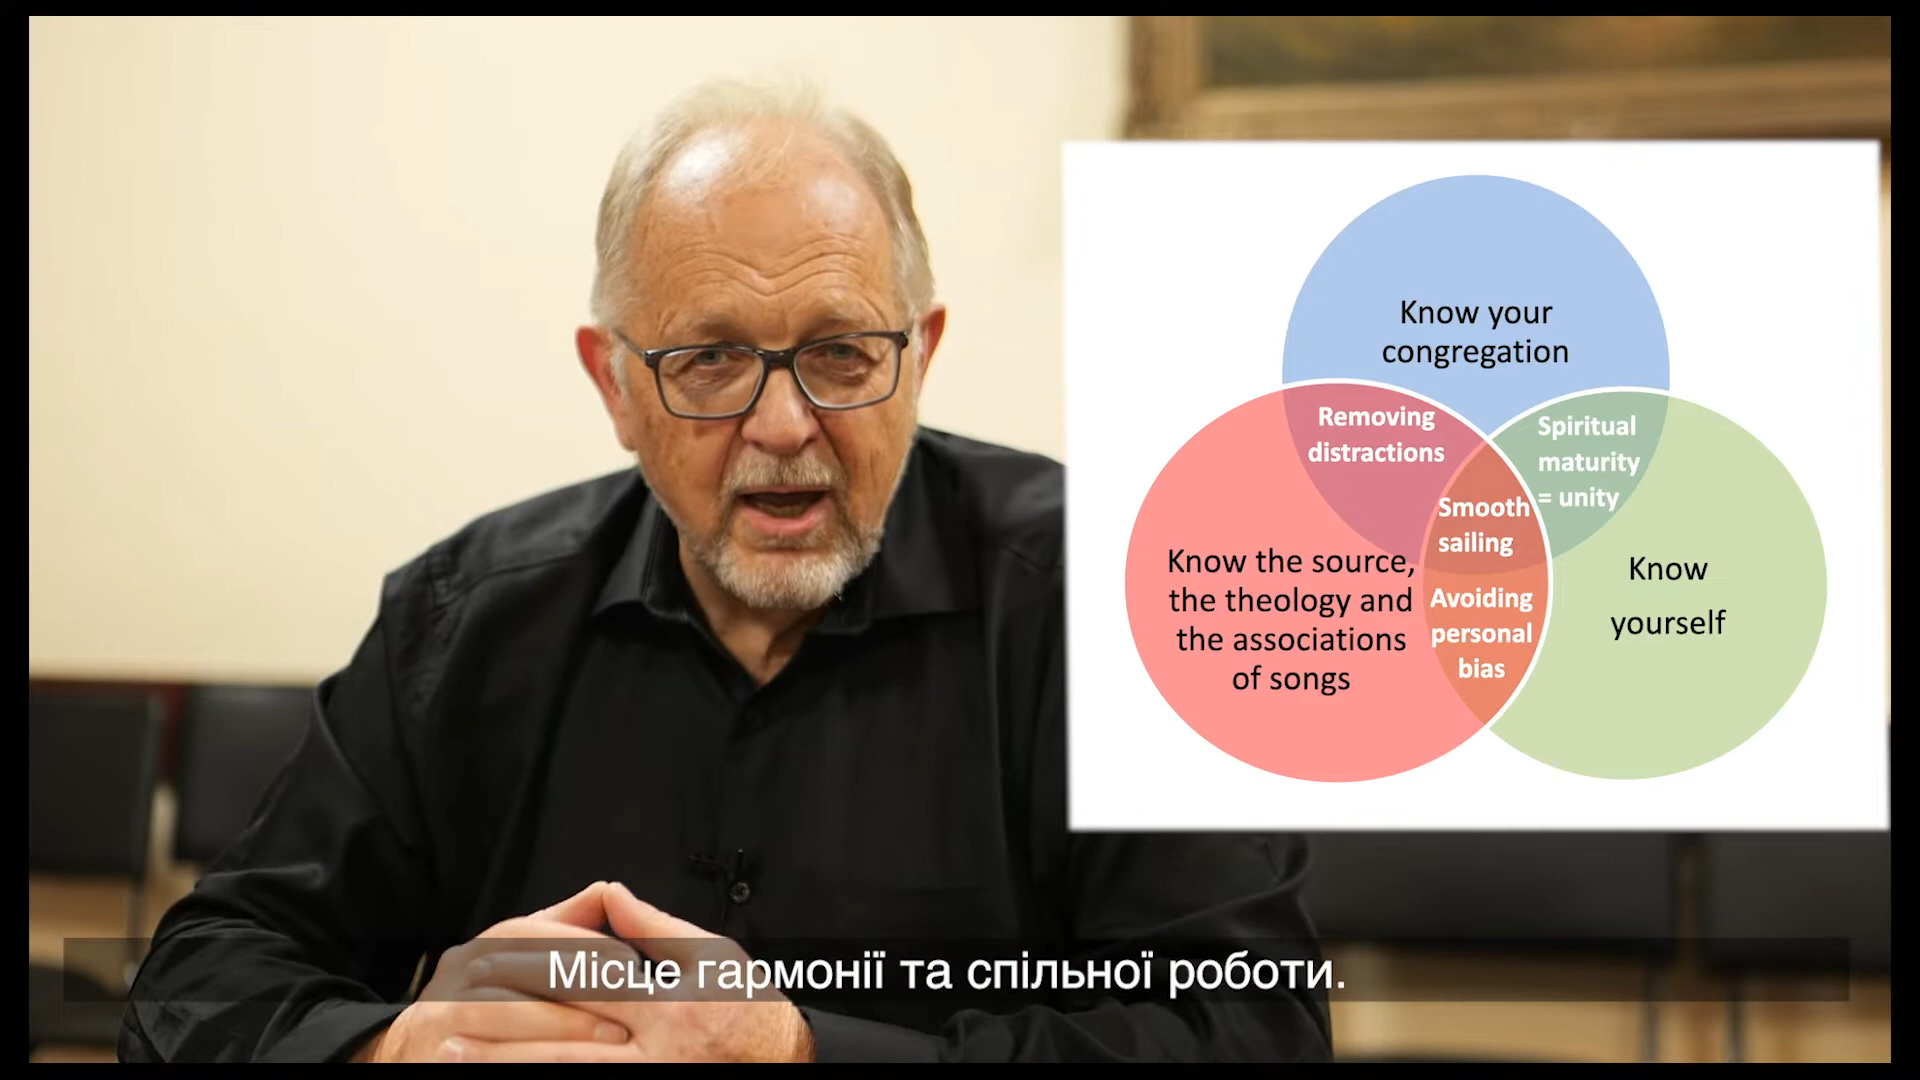 Know your
congregation
Removing
distractions
Spiritual
maturity
= unity
Smooth
sailing
Know the source,
the theology and
the associations
of songs
Avoiding
personal
bias
Know
yourself
Місце гармонії та спільної роботи.